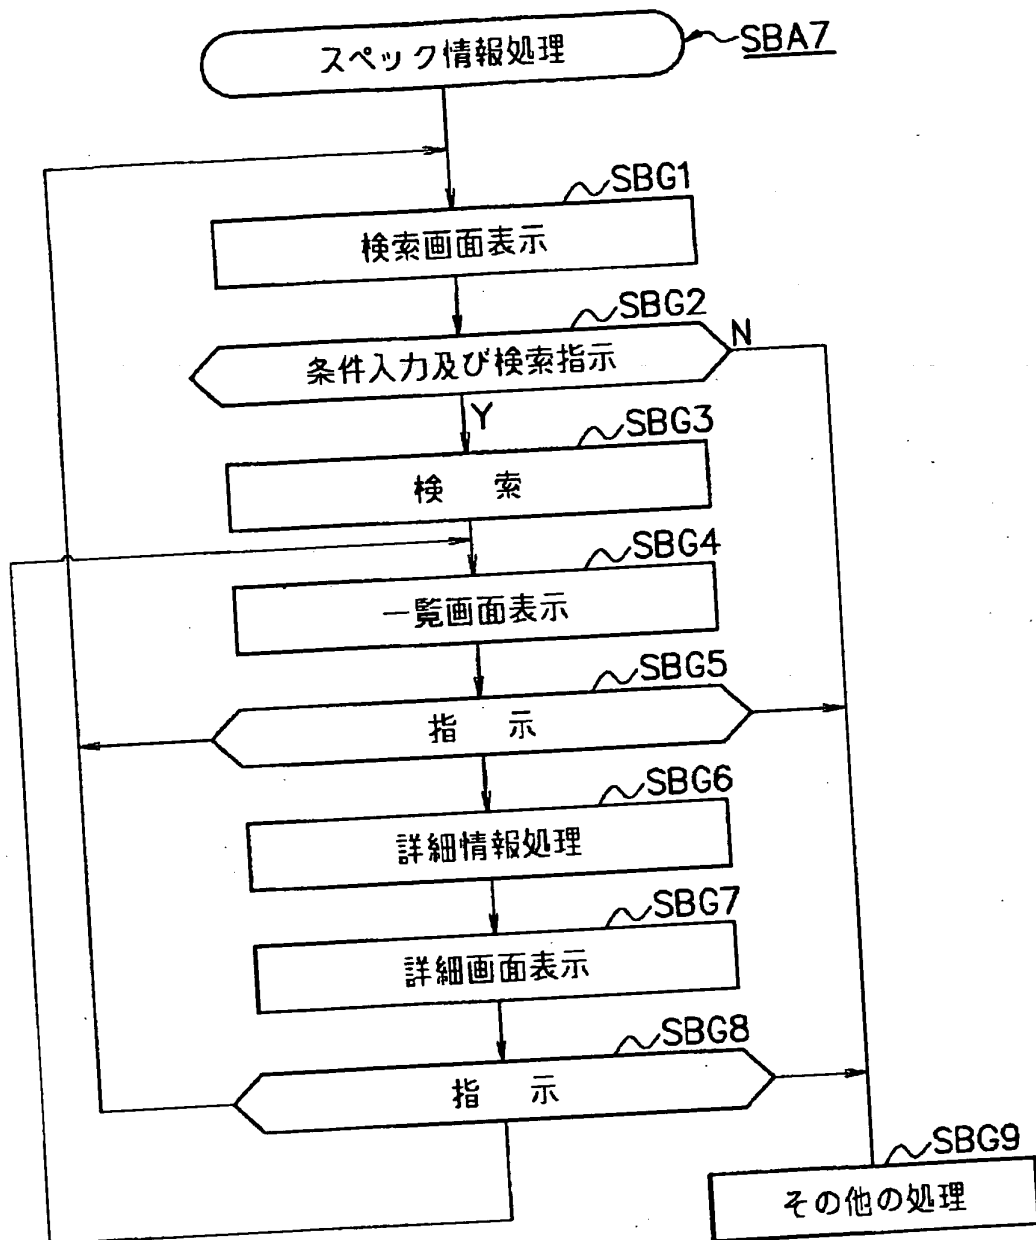 スペック情報処理
SBA7
SBG1
検索画面表示
SBG2
条件入力及び検索指示
N
Y
SBG3
検 索
SBG4
一覧画面表示
SBG5
指 示
SBG6
詳細情報処理
SBG7
詳細画面表示
SBG8
指 示
SBG9
その他の処理